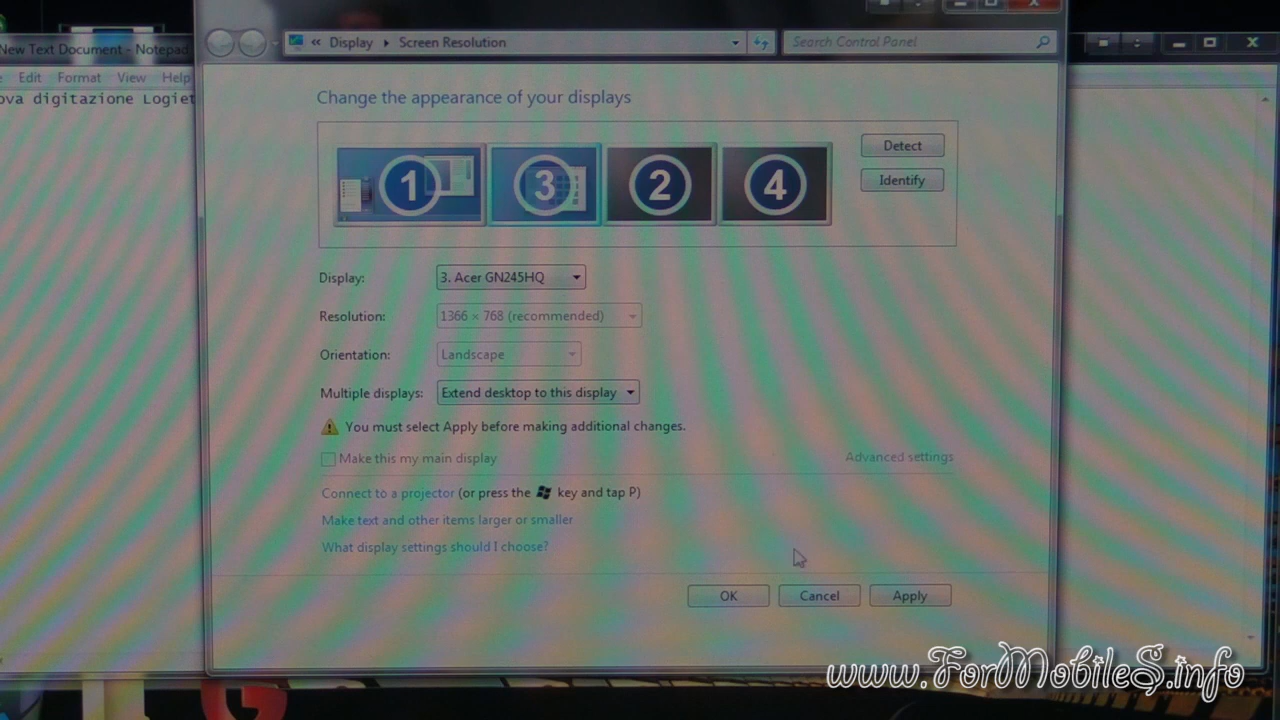 New Text Document - Notepad
Display Screen Resolution
Search Control Panel
Edit Format View Help
ova digitazione Logiet
Change the appearance of your displays
1 3 2 4
Detect
Identify
Display: 3. Acer GN245HQ
Resolution: 1366 × 768 (recommended)
Orientation: Landscape
Multiple displays: Extend desktop to this display
You must select Apply before making additional changes.
Make this my main display
Advanced settings
Connect to a projector (or press the key and tap P)
Make text and other items larger or smaller
What display settings should I choose?
OK Cancel Apply
www.ForMobileS.info